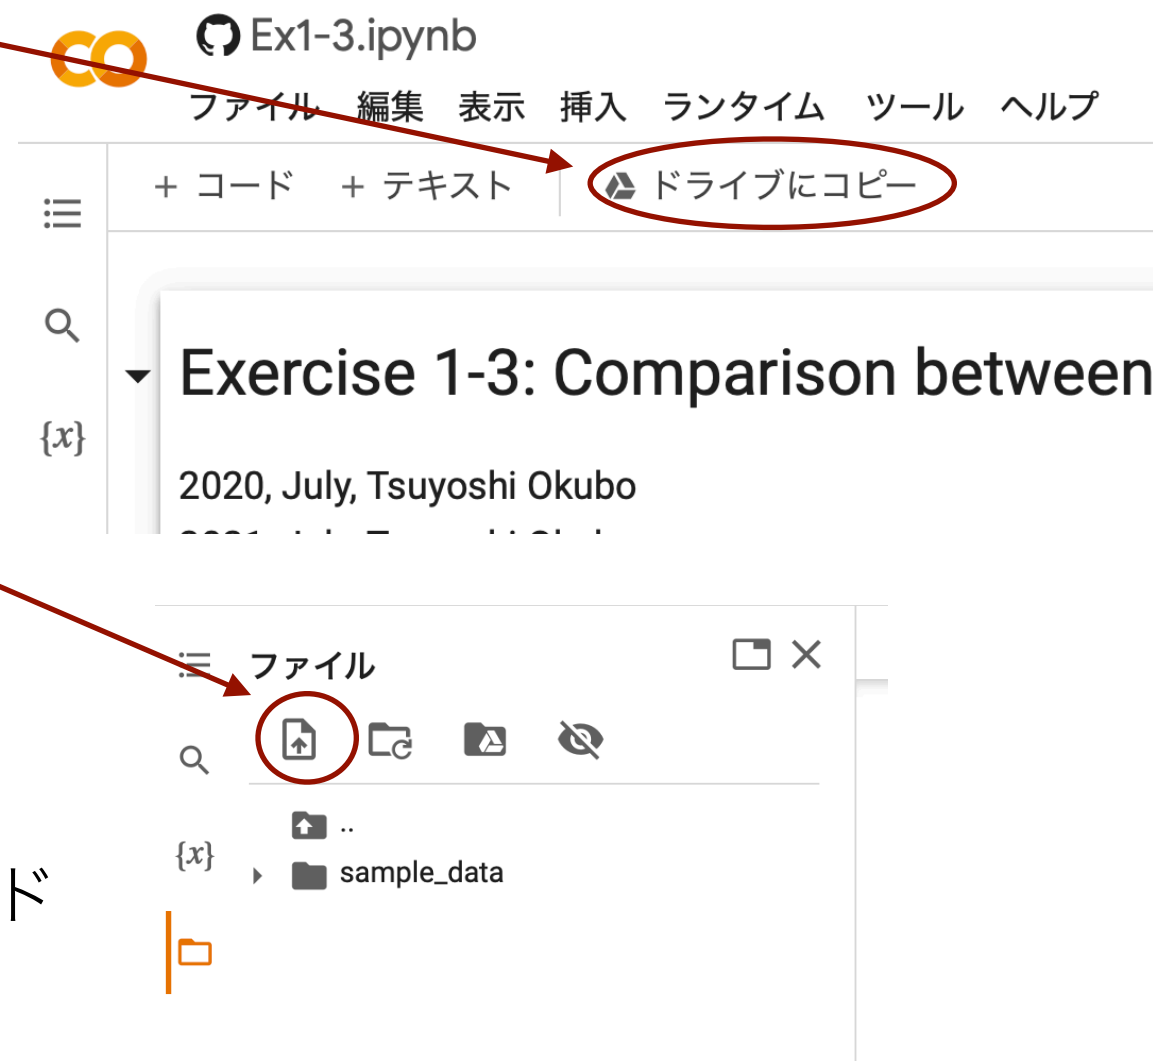 Ex1-3.ipynb
ファイル 編集 表示 挿入 ランタイム ツール ヘルプ
+ コード + テキスト ドライブにコピー
Exercise 1-3: Comparison between
{x}
2020, July, Tsuyoshi Okubo
ファイル
..
{x}
sample_data
ド